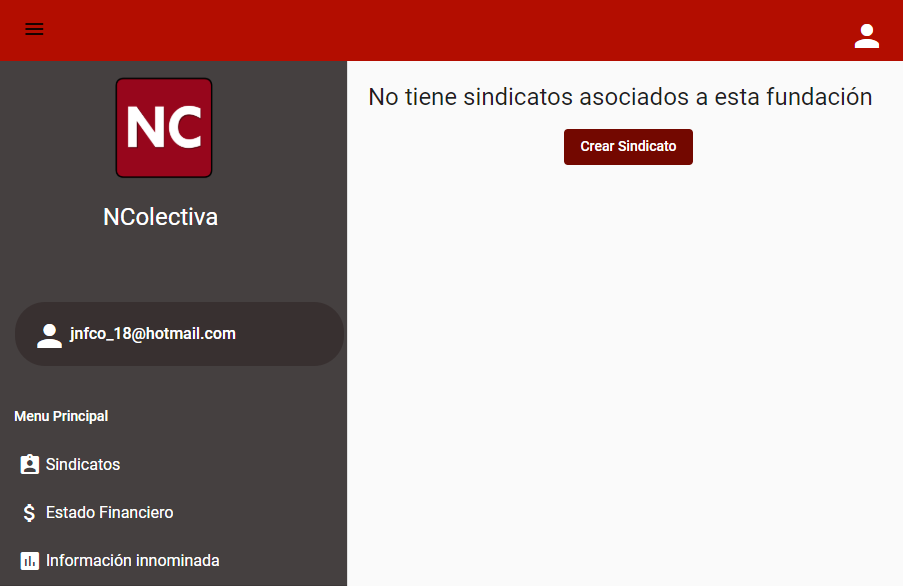 NC
NColectiva
jnfco_18@hotmail.com
Menu Principal
Sindicatos
Estado Financiero
Información innominada
No tiene sindicatos asociados a esta fundación
Crear Sindicato